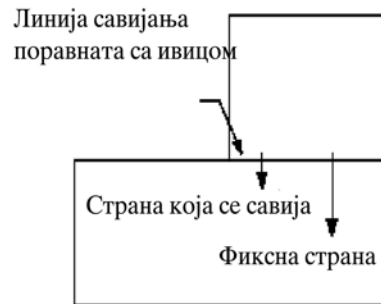 Линија савијања
поравната са ивицом
Страна која се савија
Фиксна страна